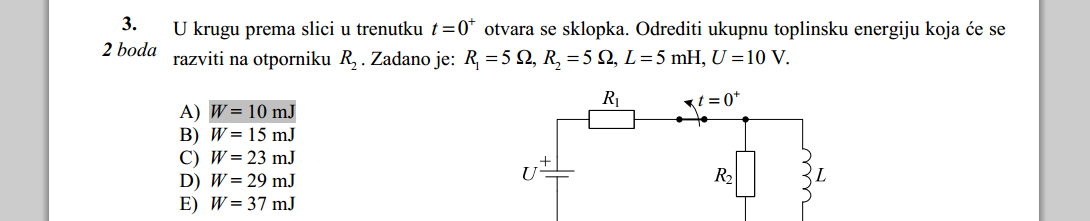 3. U krugu prema slici u trenutku t=0⁺ otvara se sklopka. Odrediti ukupnu toplinsku energiju koja će se
2 boda razviti na otporniku R₂. Zadano je: R₁ = 5 Ω, R₂ = 5 Ω, L = 5 mH, U = 10 V.
A) W = 10 mJ
B) W = 15 mJ
C) W = 23 mJ
D) W = 29 mJ
E) W = 37 mJ
R₁
t = 0⁺
U
+
R₂
L